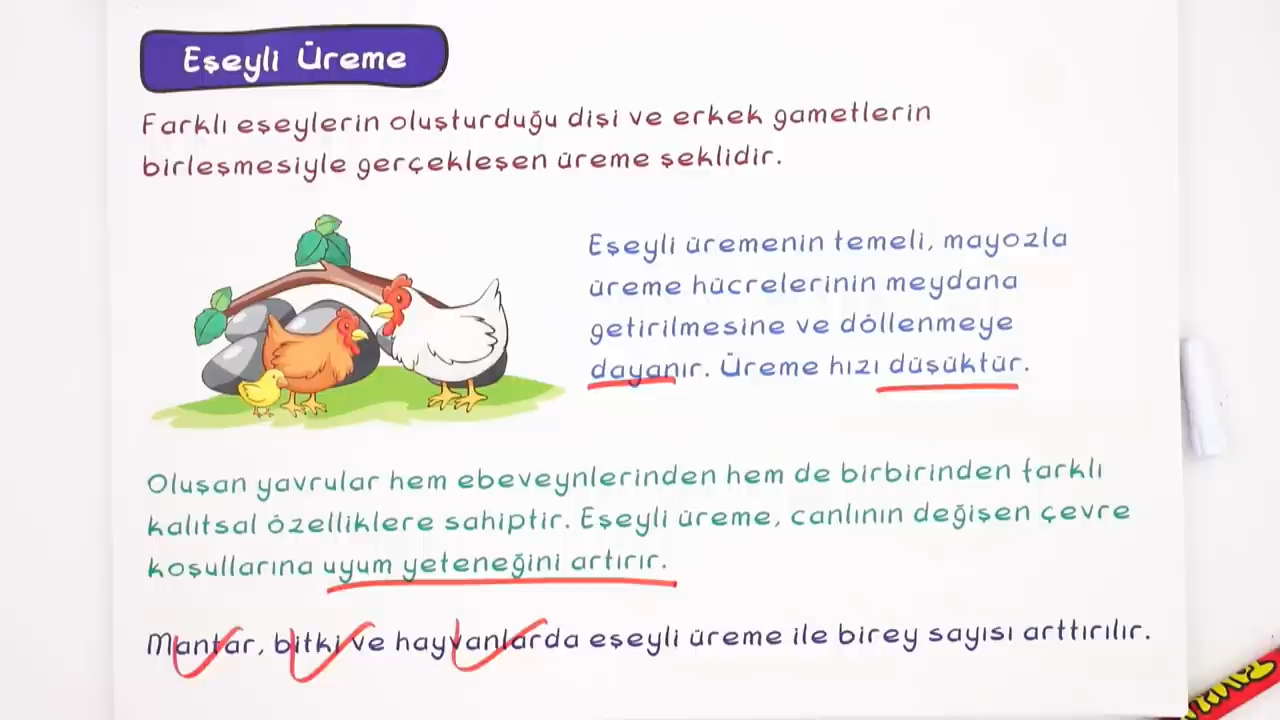 Eşeyli Üreme
Farklı eşeylerin oluşturduğu dişi ve erkek gametlerin
birleşmesiyle gerçekleşen üreme şeklidir.
Eşeyli üremenin temeli, mayozla
üreme hücrelerinin meydana
getirilmesine ve döllenmeye
dayanır. Üreme hızı düşüktür.
Oluşan yavrular hem ebeveynlerinden hem de birbirinden farklı
kalıtsal özelliklere sahiptir. Eşeyli üreme, canlının değişen çevre
koşullarına uyum yeteneğini artırır.
Mantar, bitki ve hayvanlarda eşeyli üreme ile birey sayısı arttırılır.